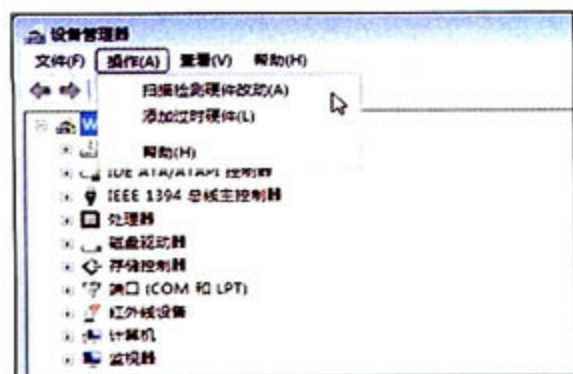 设备管理器
文件(F) 操作(A) 查看(V) 帮助(H)
扫描检测硬件改动(A)
添加过时硬件(L)
帮助(H)
IDE ATA/ATAPI 控制器
IEEE 1394 总线主控制器
处理器
磁盘驱动器
存储控制器
端口 (COM 和 LPT)
红外线设备
计算机
监视器